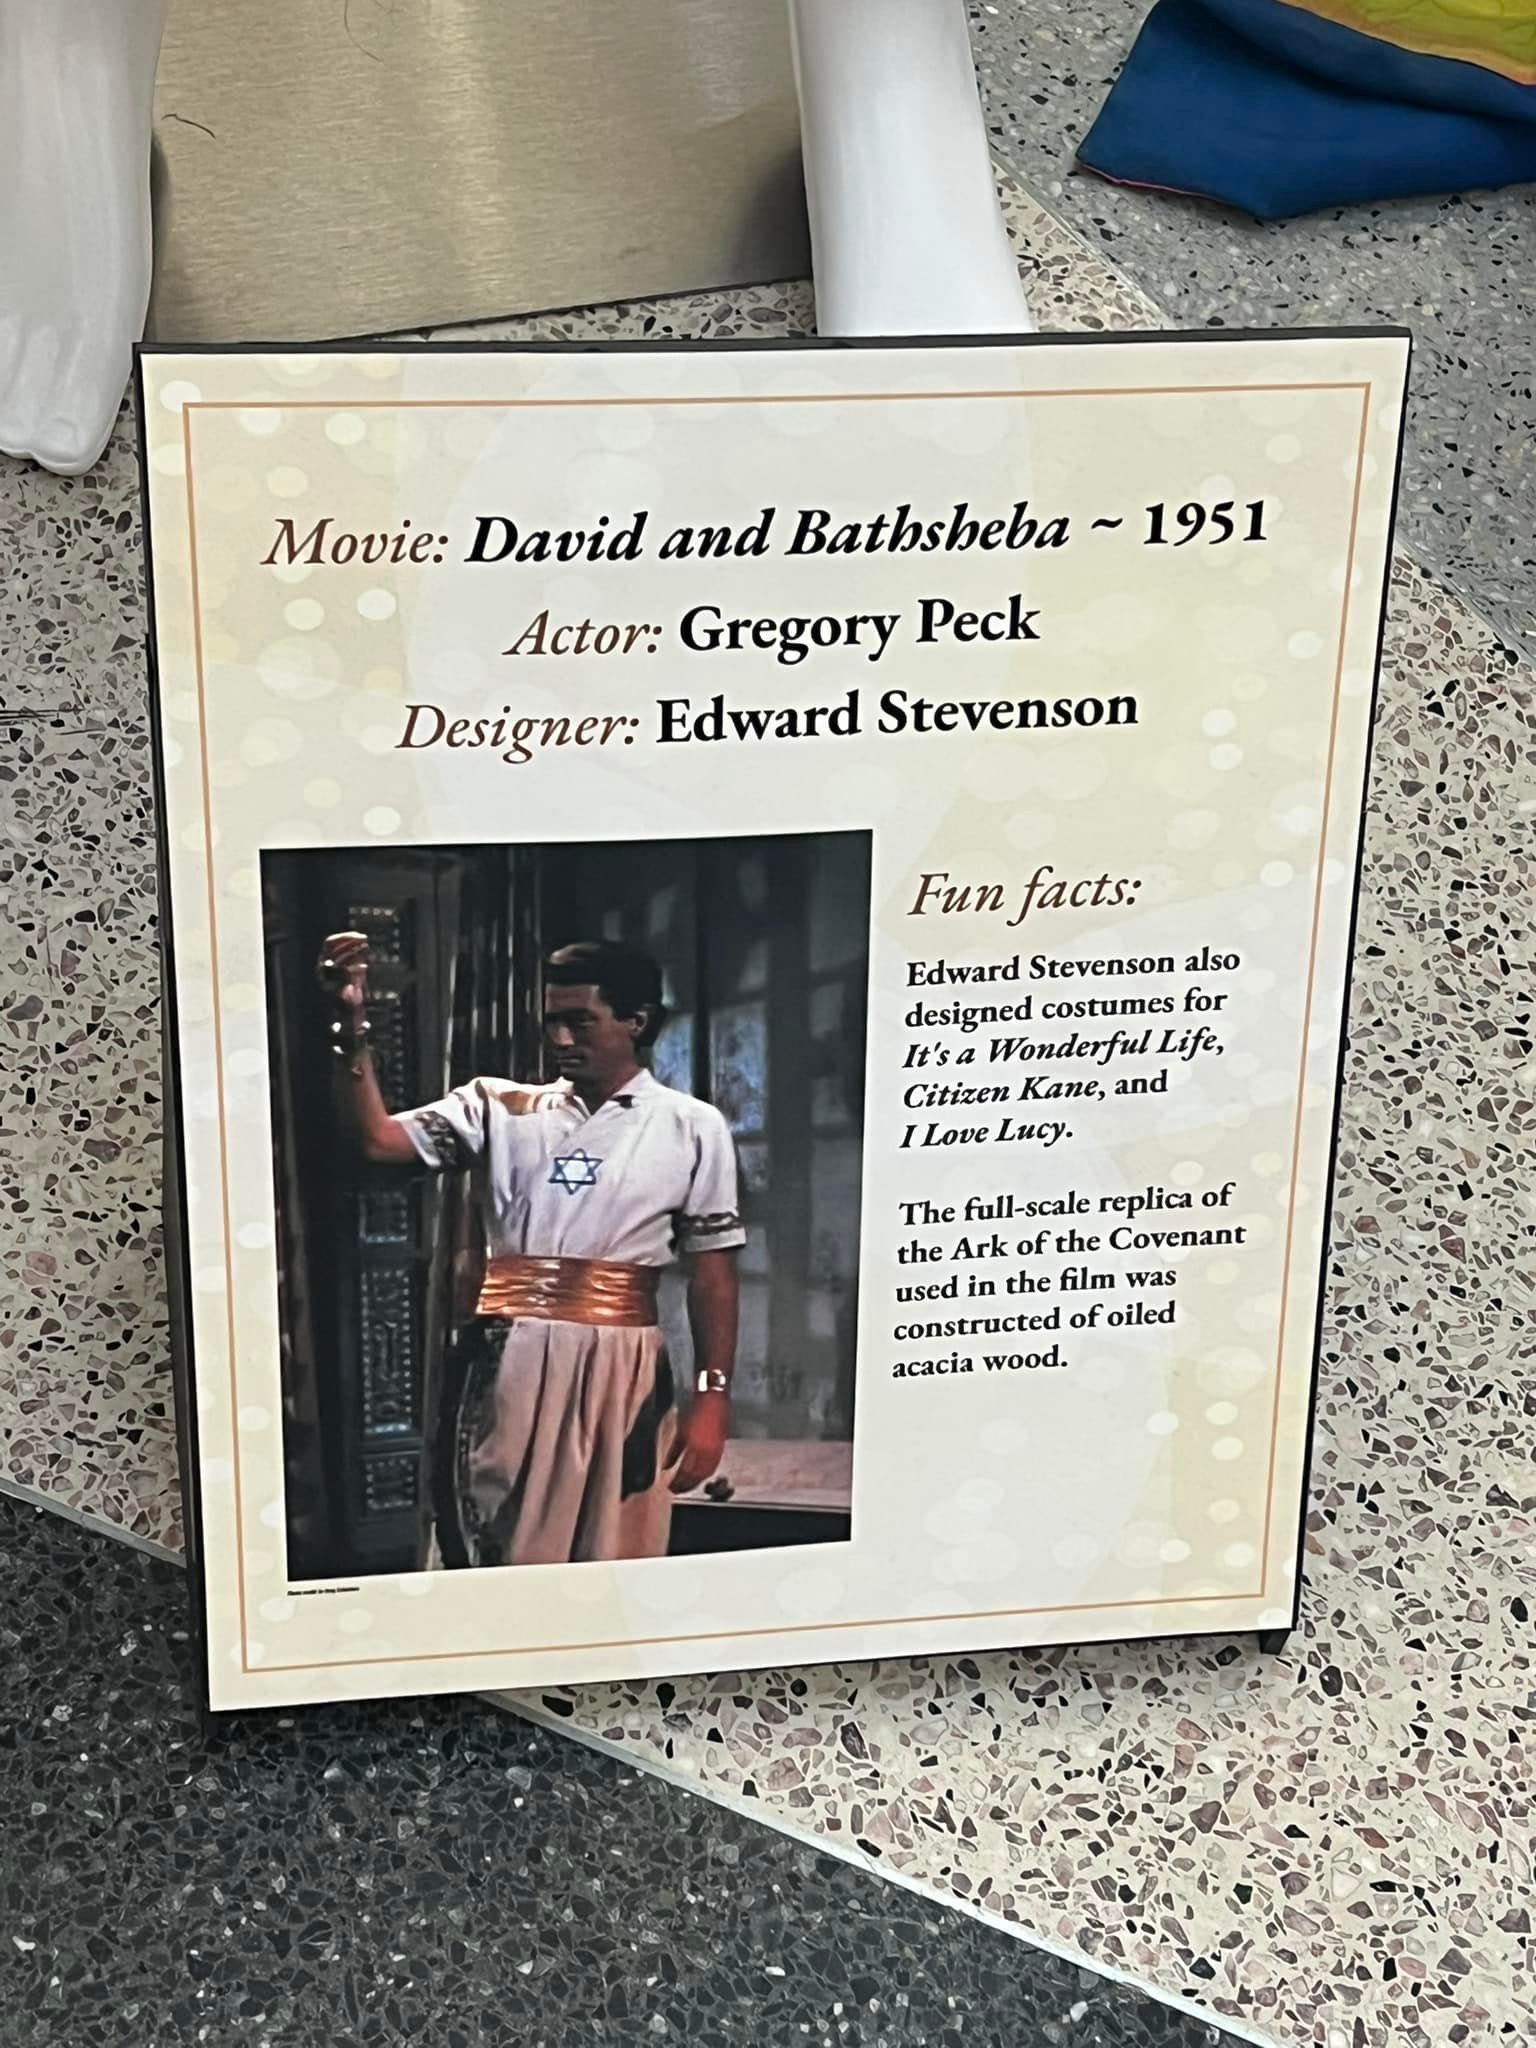 Movie: David and Bathsheba ~ 1951
Actor: Gregory Peck
Designer: Edward Stevenson
Fun facts:
Edward Stevenson also
designed costumes for
It's a Wonderful Life,
Citizen Kane, and
I Love Lucy.
The full-scale replica of
the Ark of the Covenant
used in the film was
constructed of oiled
acacia wood.